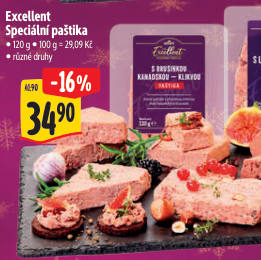 Excellent
Speciální paštika
• 120 g • 100 g = 29,09 Kč
• různé druhy
-16%
41,90
34,90
Excellent
S BRUSINKOU
KANADSKOU – KLIKVOU
PAŠTIKA
120 g